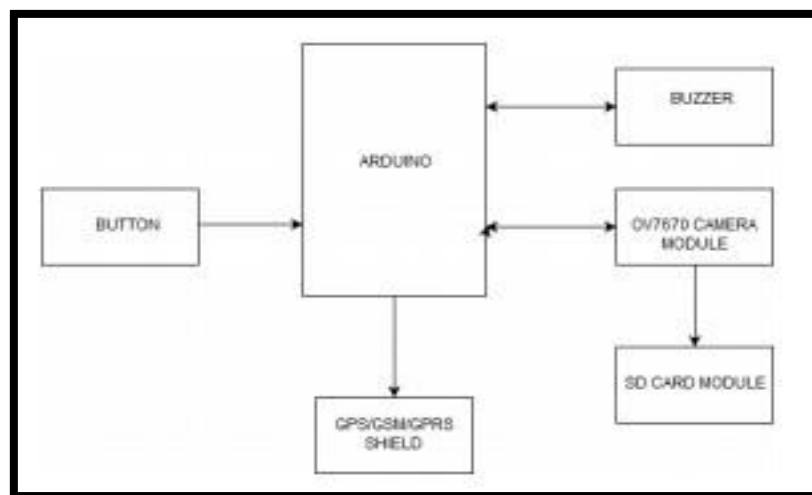 BUZZER
ARDUINO
BUTTON
OV7670 CAMERA
MODULE
SD CARD MODULE
GPS/GSM/GPRS
SHIELD